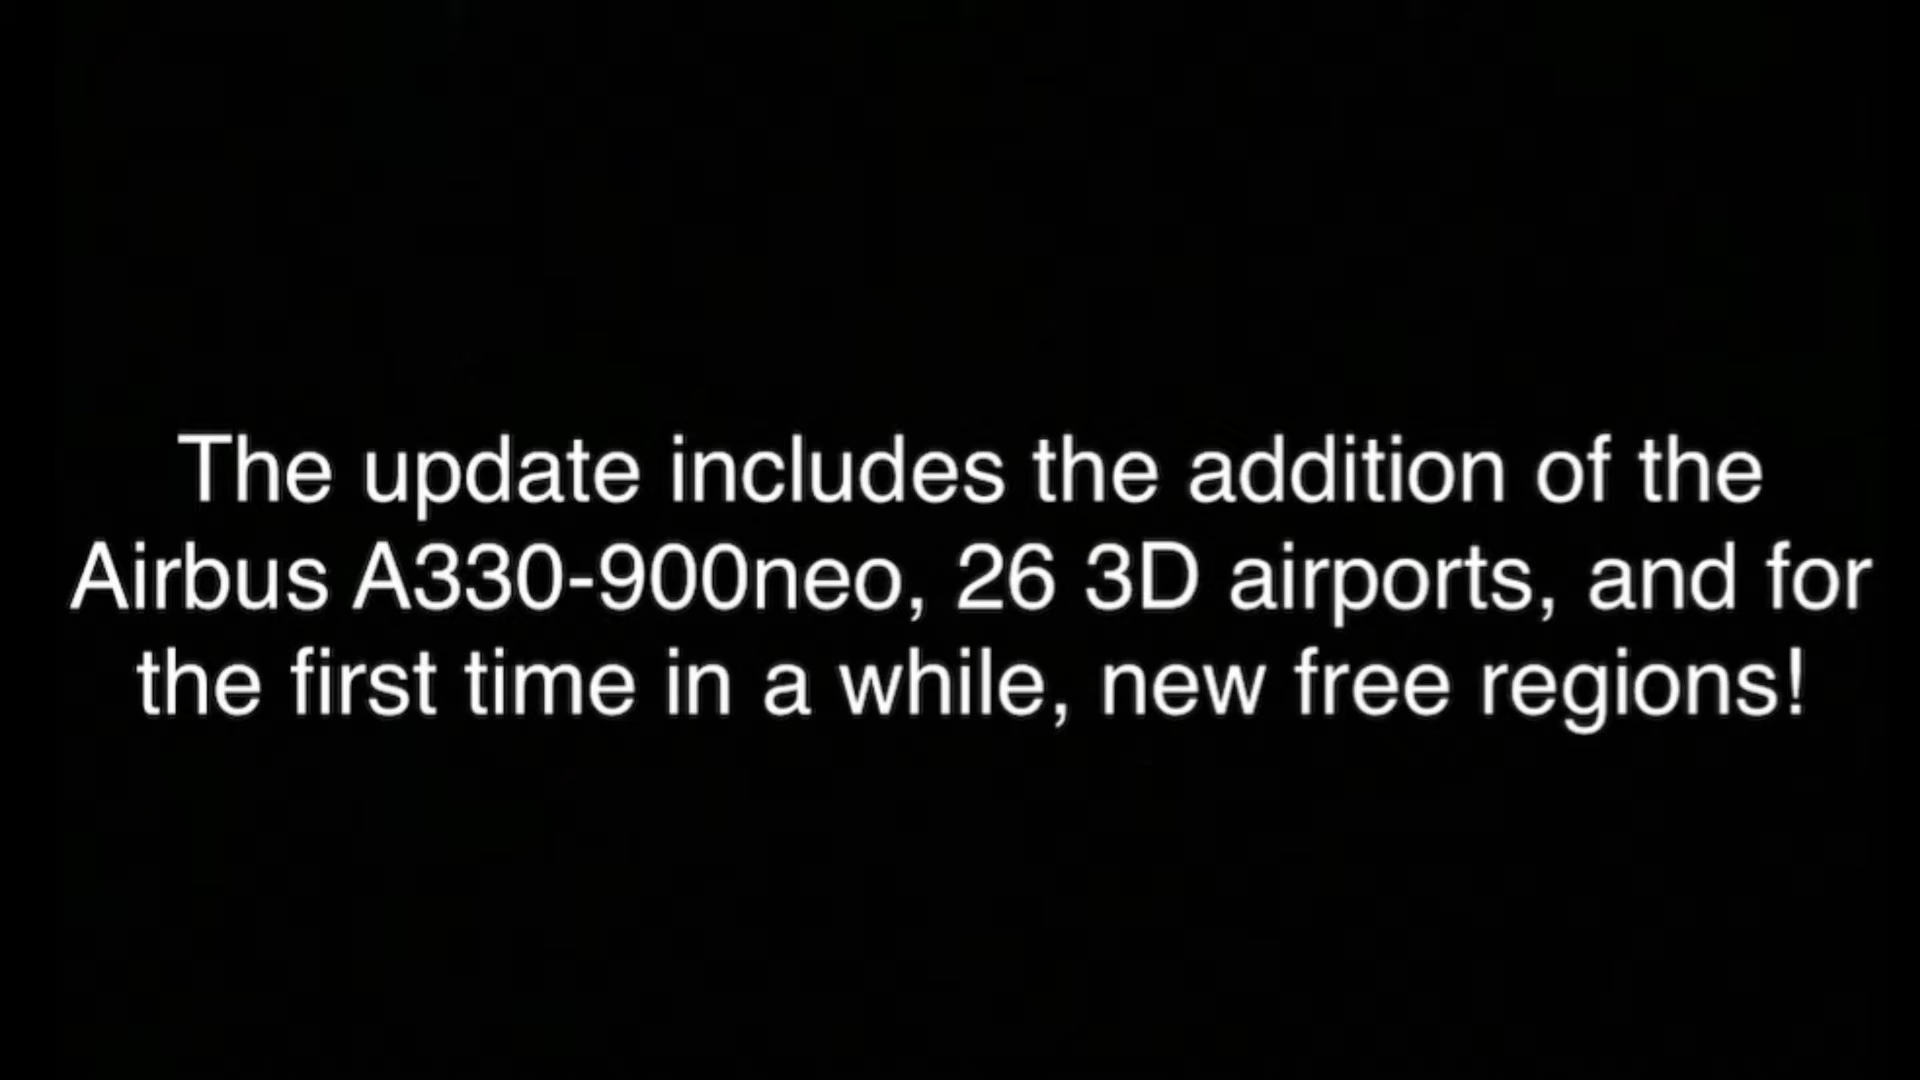 The update includes the addition of the
Airbus A330-900neo, 26 3D airports, and for
the first time in a while, new free regions!